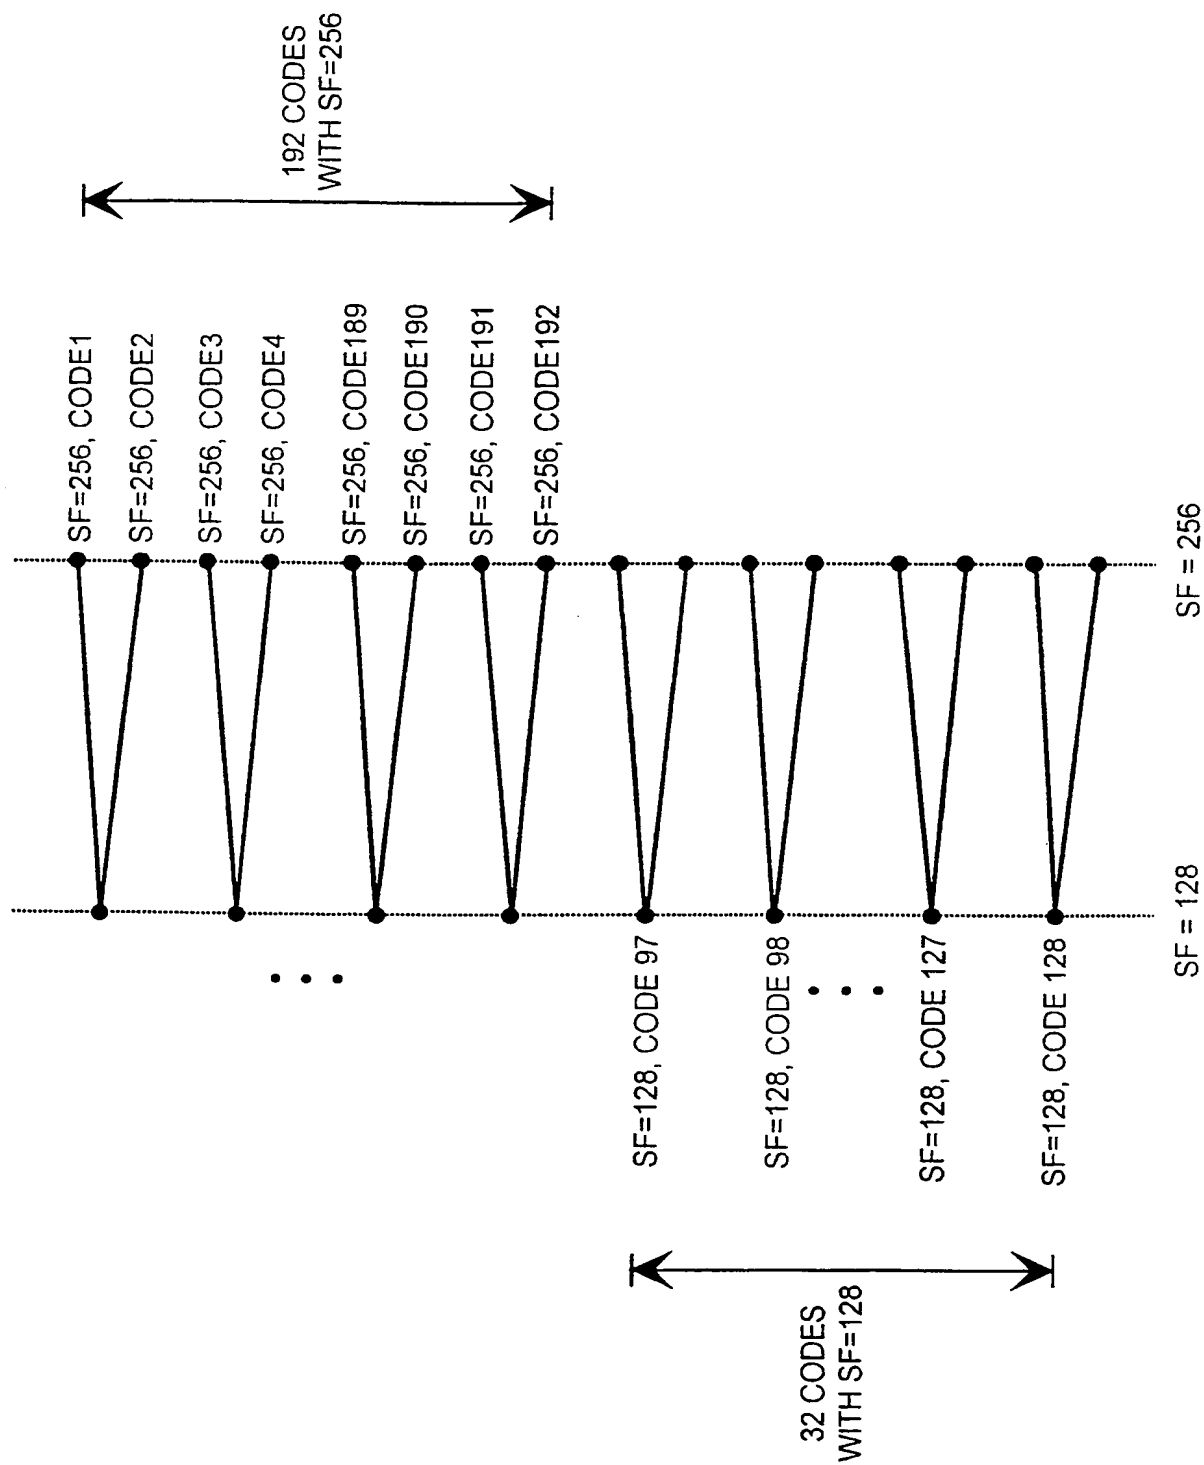 192 CODES
WITH SF=256
SF=256, CODE1
SF=256, CODE2
SF=256, CODE3
SF=256, CODE4
SF=256, CODE189
SF=256, CODE190
SF=256, CODE191
SF=256, CODE192
SF = 256
SF = 128
SF=128, CODE 97
SF=128, CODE 98
SF=128, CODE 127
SF=128, CODE 128
32 CODES
WITH SF=128